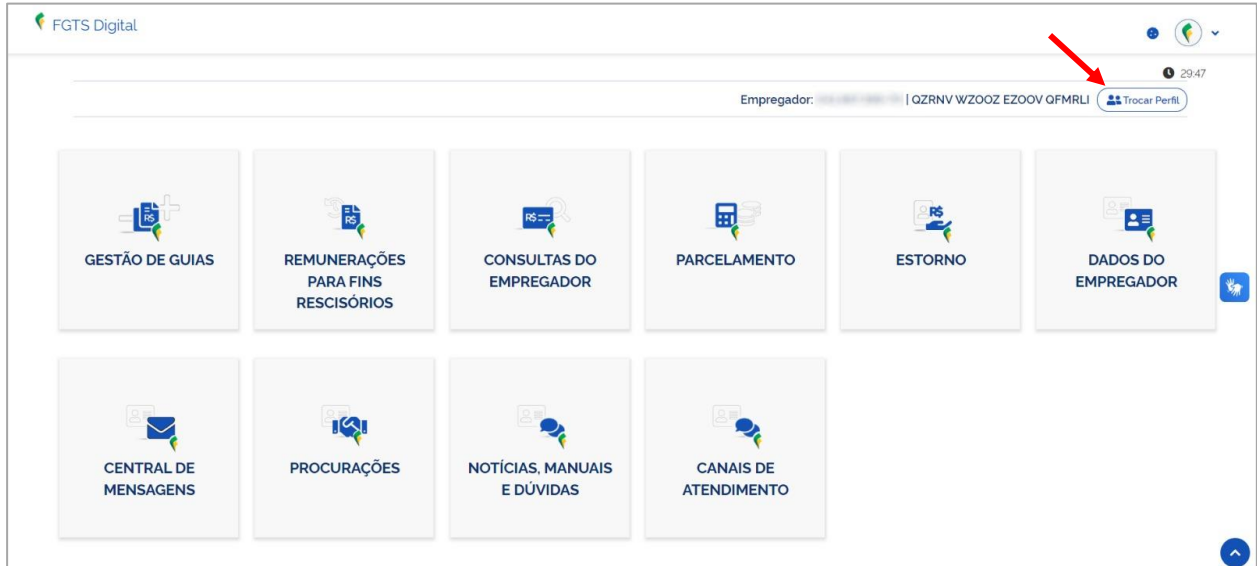 FGTS Digital
29:47
Empregador: | QZRNV WZOOZ EZOOV QFMRLI Trocar Perfil
R$
GESTÃO DE GUIAS
R$
REMUNERAÇÕES
PARA FINS
RESCISÓRIOS
R$
CONSULTAS DO
EMPREGADOR
PARCELAMENTO
R$
ESTORNO
DADOS DO
EMPREGADOR
CENTRAL DE
MENSAGENS
PROCURAÇÕES
NOTÍCIAS, MANUAIS
E DÚVIDAS
CANAIS DE
ATENDIMENTO